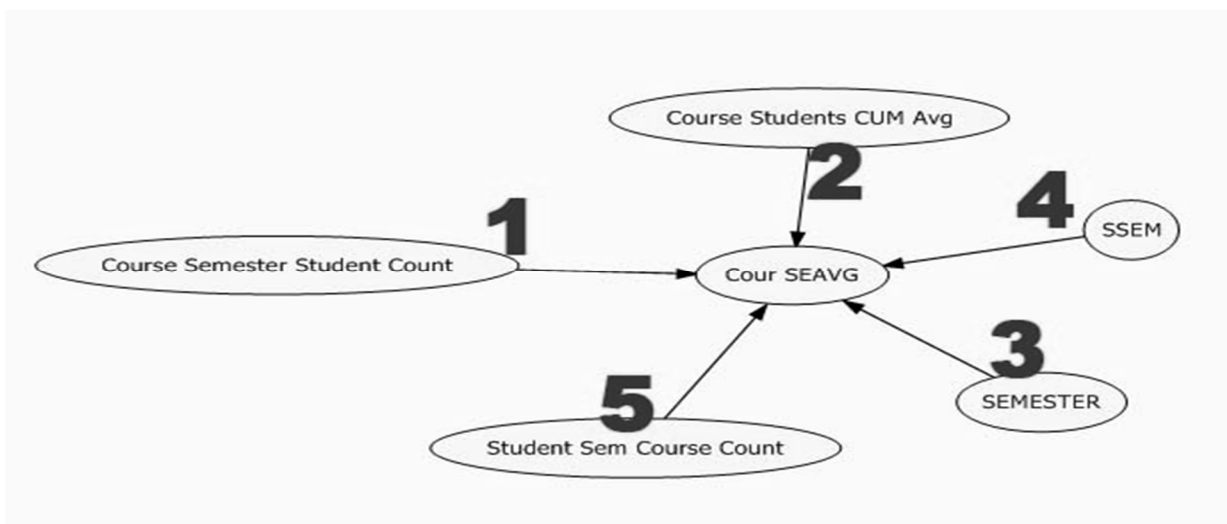 Course Students CUM Avg
2
4
SSEM
1
Course Semester Student Count
Cour SEAVG
3
SEMESTER
5
Student Sem Course Count